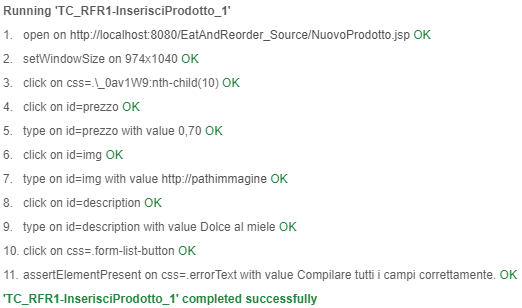 Running 'TC_RFR1-InserisciProdotto_1'
1. open on http://localhost:8080/EatAndReorder_Source/NuovoProdotto.jsp OK
2. setWindowSize on 974x1040 OK
3. click on css=.\_0av1W9:nth-child(10) OK
4. click on id=prezzo OK
5. type on id=prezzo with value 0,70 OK
6. click on id=img OK
7. type on id=img with value http://pathimmagine OK
8. click on id=description OK
9. type on id=description with value Dolce al miele OK
10. click on css=.form-list-button OK
11. assertElementPresent on css=.errorText with value Compilare tutti i campi correttamente. OK
'TC_RFR1-InserisciProdotto_1' completed successfully